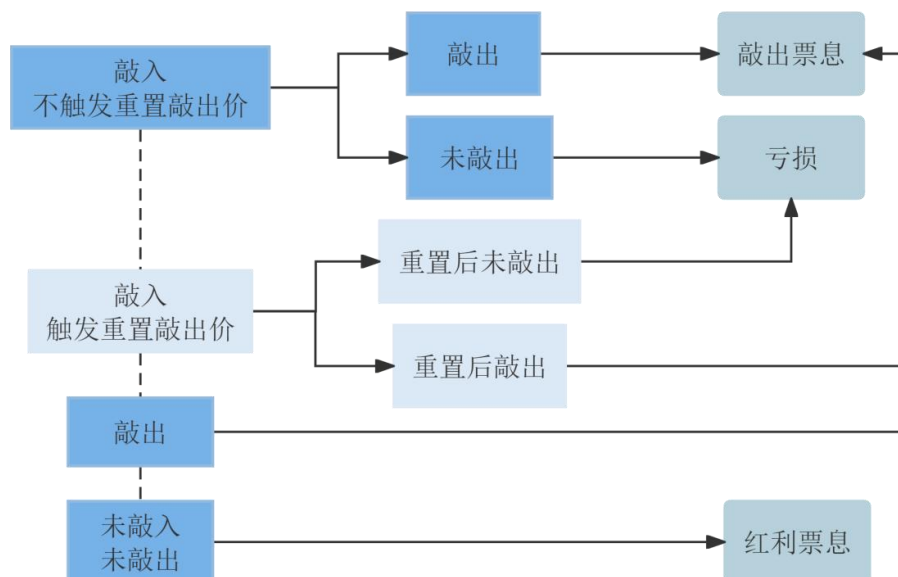 敲入
不触发重置敲出价
敲出
敲出票息
未敲出
亏损
敲入
触发重置敲出价
重置后未敲出
重置后敲出
敲出
未敲入
未敲出
红利票息